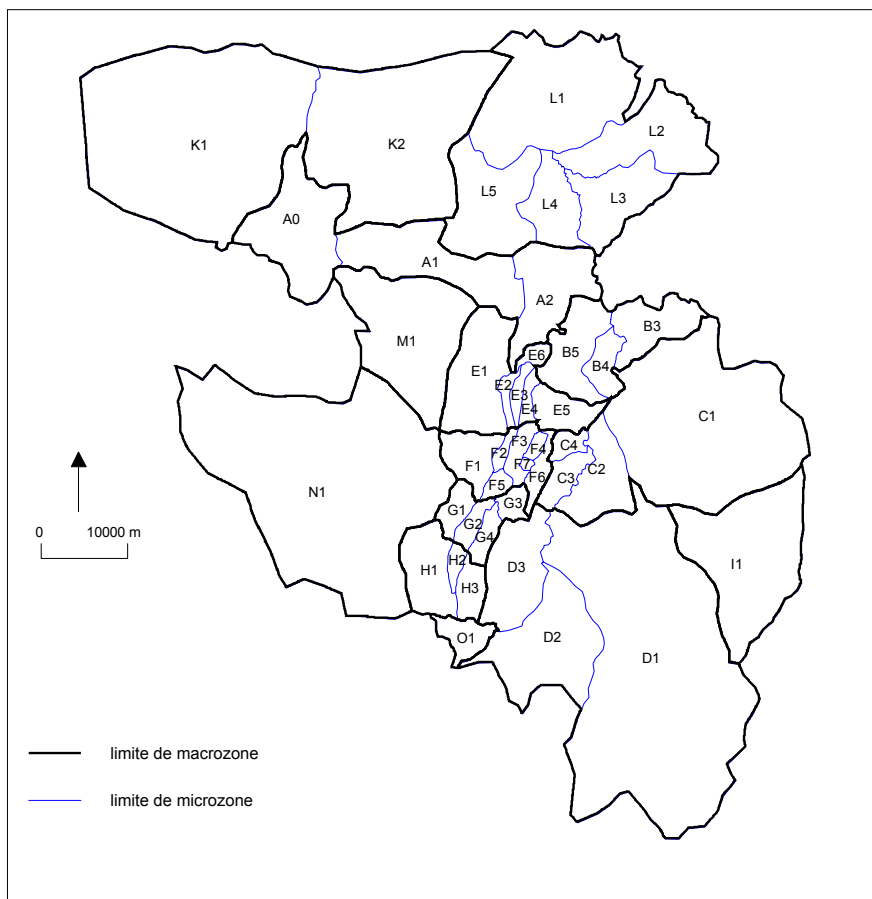 L1
L2
K1
K2
L5
L4
L3
A0
A1
A2
B3
M1
E6
B5
B4
E1
E2
E3
E4
E5
C1
F3
C4
F2
F4
F1
F7
C2
F6
C3
F5
N1
G3
G1
G2
G4
0
10000 m
H2
H1
D3
I1
H3
O1
D2
D1
limite de macrozone
limite de microzone